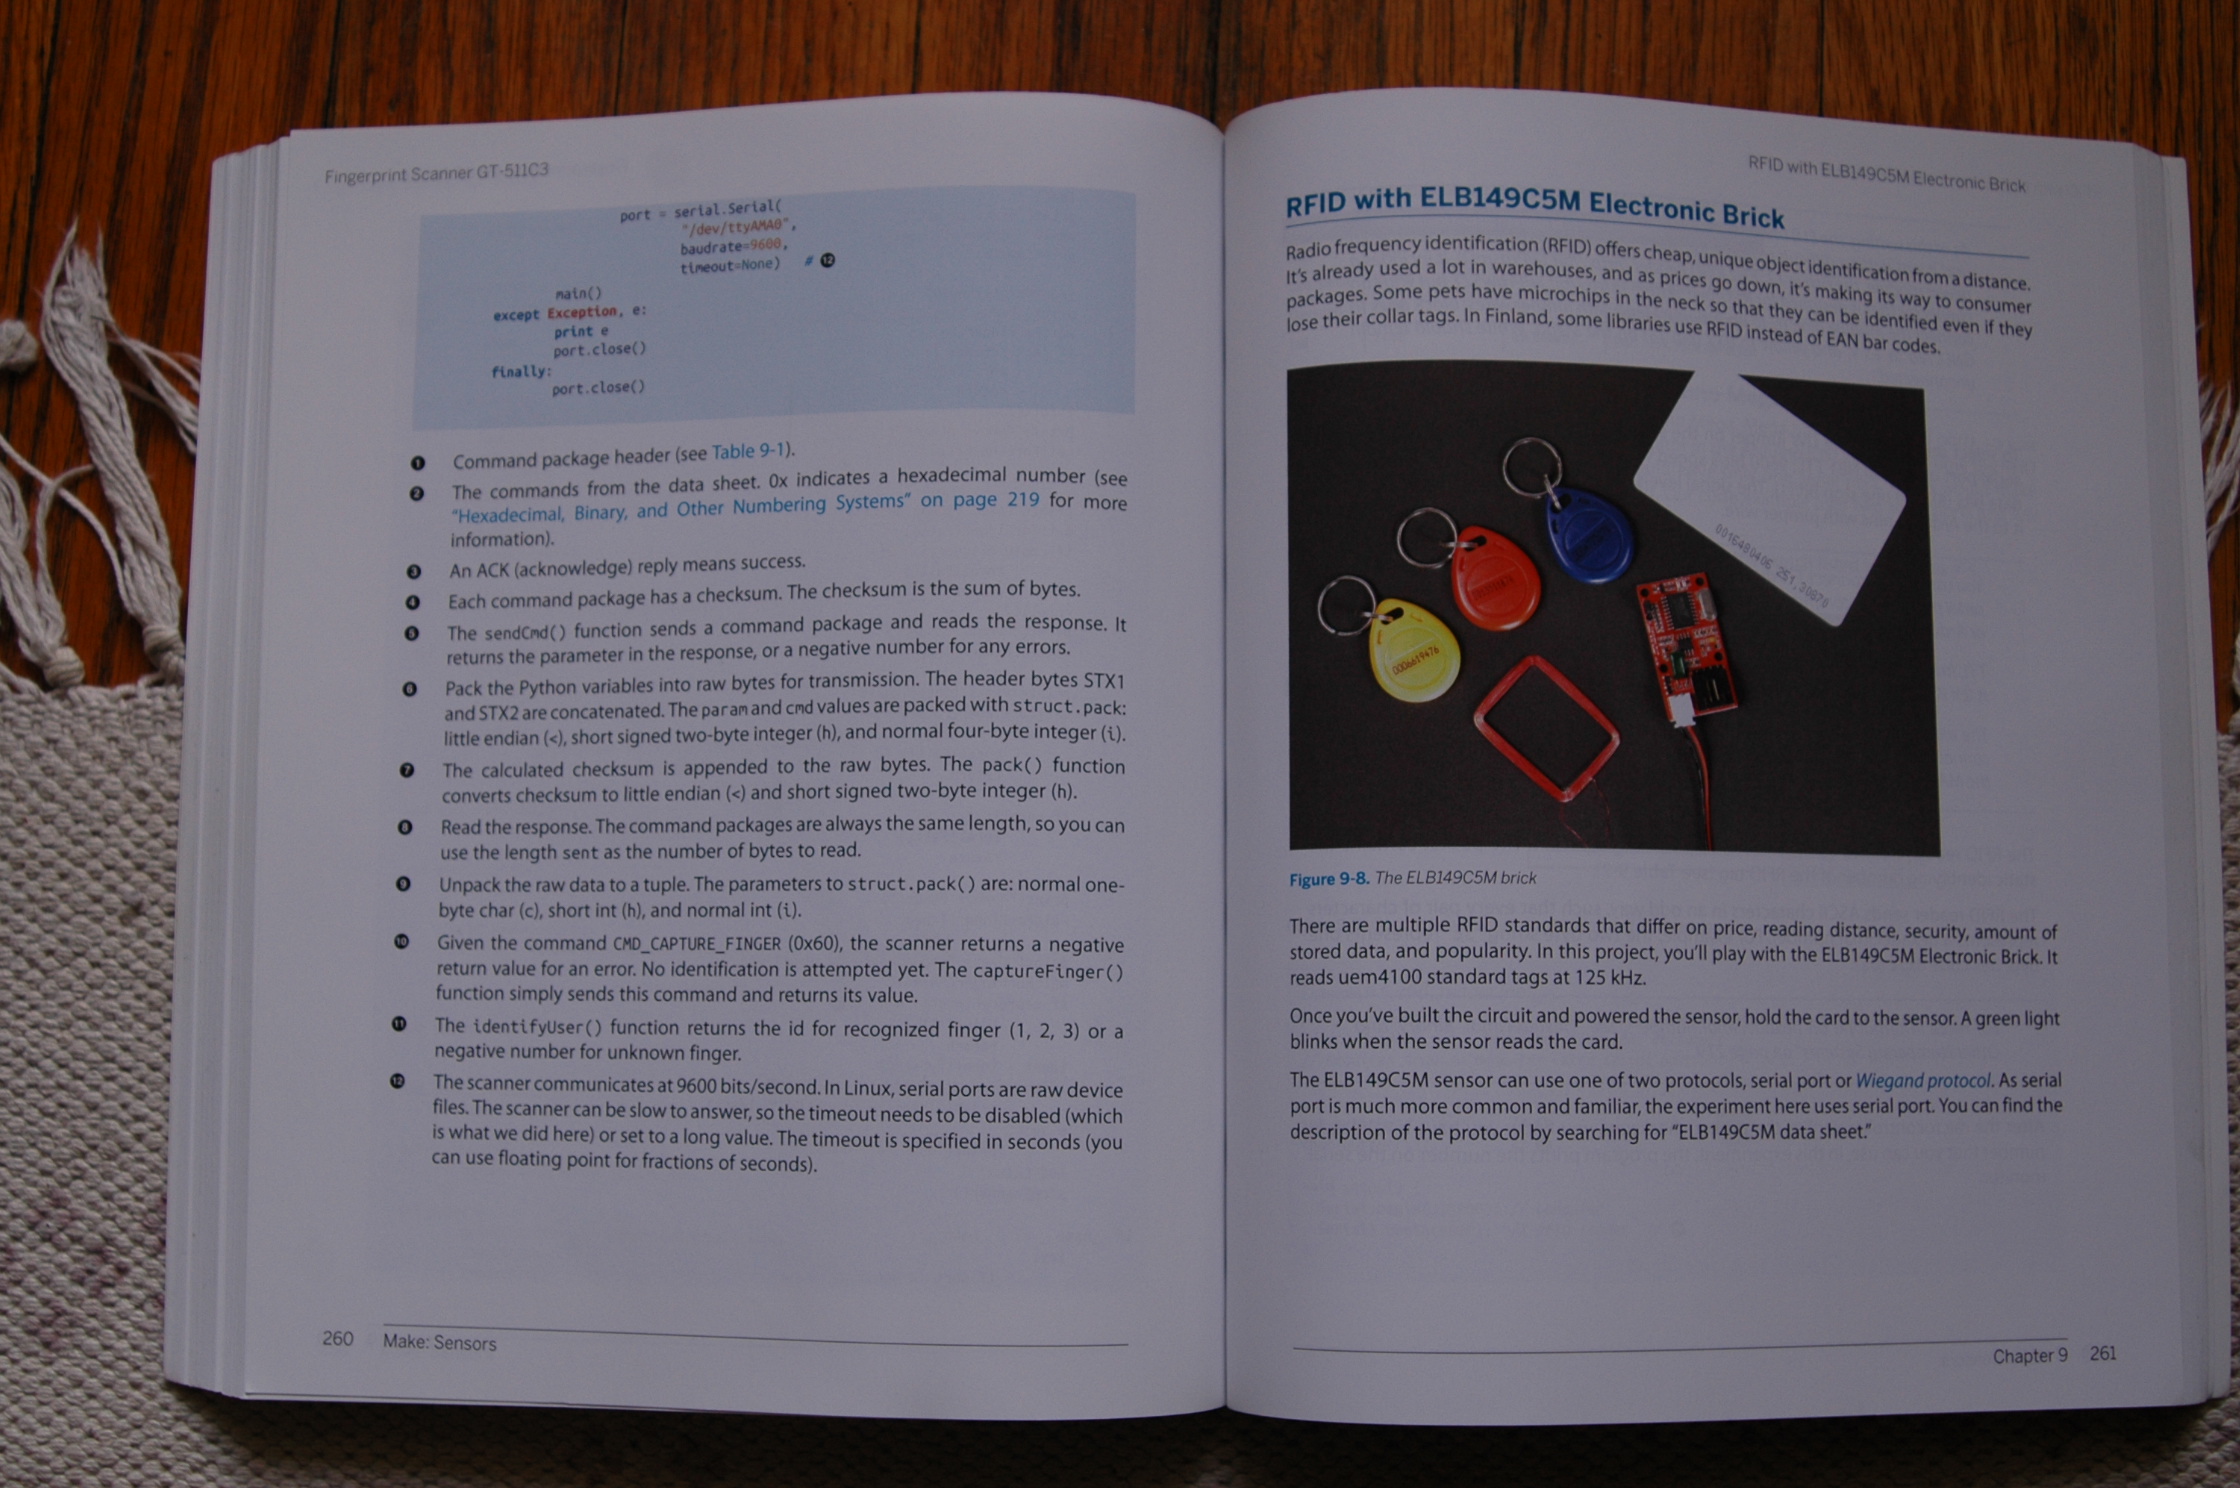 Fingerprint Scanner GT-511C3
port = serial.Serial(
"/dev/ttyAMA0",
baudrate=9600,
timeout=None) # ⓬
main()
except Exception, e:
print e
port.close()
finally:
port.close()
❶ Command package header (see Table 9-1).
❷ The commands from the data sheet. 0x indicates a hexadecimal number (see
"Hexadecimal, Binary, and Other Numbering Systems" on page 219 for more
information).
❸ An ACK (acknowledge) reply means success.
❹ Each command package has a checksum. The checksum is the sum of bytes.
❺ The sendCmd() function sends a command package and reads the response. It
returns the parameter in the response, or a negative number for any errors.
❻ Pack the Python variables into raw bytes for transmission. The header bytes STX1
and STX2 are concatenated. The param and cmd values are packed with struct.pack:
little endian (<), short signed two-byte integer (h), and normal four-byte integer (i).
❼ The calculated checksum is appended to the raw bytes. The pack() function
converts checksum to little endian (<) and short signed two-byte integer (h).
❽ Read the response. The command packages are always the same length, so you can
use the length sent as the number of bytes to read.
❾ Unpack the raw data to a tuple. The parameters to struct.pack() are: normal one-
byte char (c), short int (h), and normal int (i).
❿ Given the command CMD_CAPTURE_FINGER (0x60), the scanner returns a negative
return value for an error. No identification is attempted yet. The captureFinger()
function simply sends this command and returns its value.
⓫ The identifyUser() function returns the id for recognized finger (1, 2, 3) or a
negative number for unknown finger.
⓬ The scanner communicates at 9600 bits/second. In Linux, serial ports are raw device
files. The scanner can be slow to answer, so the timeout needs to be disabled (which
is what we did here) or set to a long value. The timeout is specified in seconds (you
can use floating point for fractions of seconds).
260 Make: Sensors
RFID with ELB149C5M Electronic Brick
RFID with ELB149C5M Electronic Brick
Radio frequency identification (RFID) offers cheap, unique object identification from a distance.
It's already used a lot in warehouses, and as prices go down, it's making its way to consumer
packages. Some pets have microchips in the neck so that they can be identified even if they
lose their collar tags. In Finland, some libraries use RFID instead of EAN bar codes.
0016480406 251,30870
Figure 9-8. The ELB149C5M brick
There are multiple RFID standards that differ on price, reading distance, security, amount of
stored data, and popularity. In this project, you'll play with the ELB149C5M Electronic Brick. It
reads uem4100 standard tags at 125 kHz.
Once you've built the circuit and powered the sensor, hold the card to the sensor. A green light
blinks when the sensor reads the card.
The ELB149C5M sensor can use one of two protocols, serial port or Wiegand protocol. As serial
port is much more common and familiar, the experiment here uses serial port. You can find the
description of the protocol by searching for "ELB149C5M data sheet."
Chapter 9 261